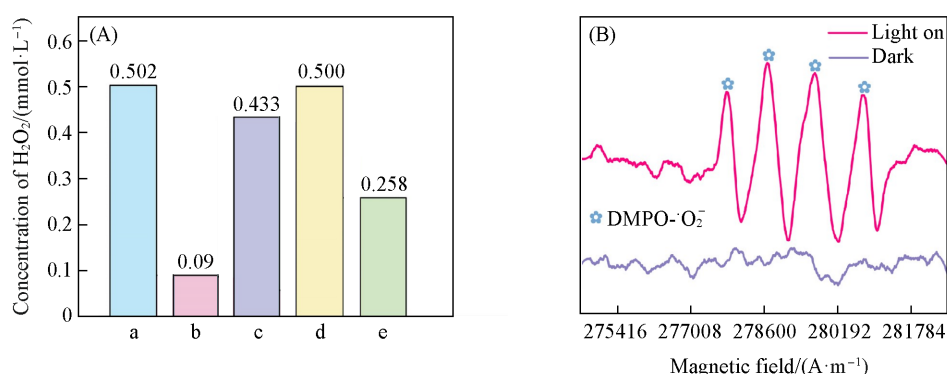 (A)
Concentration of H₂O₂/(mmol·L⁻¹)
0.6
0.5
0.4
0.3
0.2
0.1
0
0.502
0.09
0.433
0.500
0.258
a b c d e
(B)
Light on
Dark
DMPO-·O₂⁻
275416 277008 278600 280192 281784
Magnetic field/(A·m⁻¹)